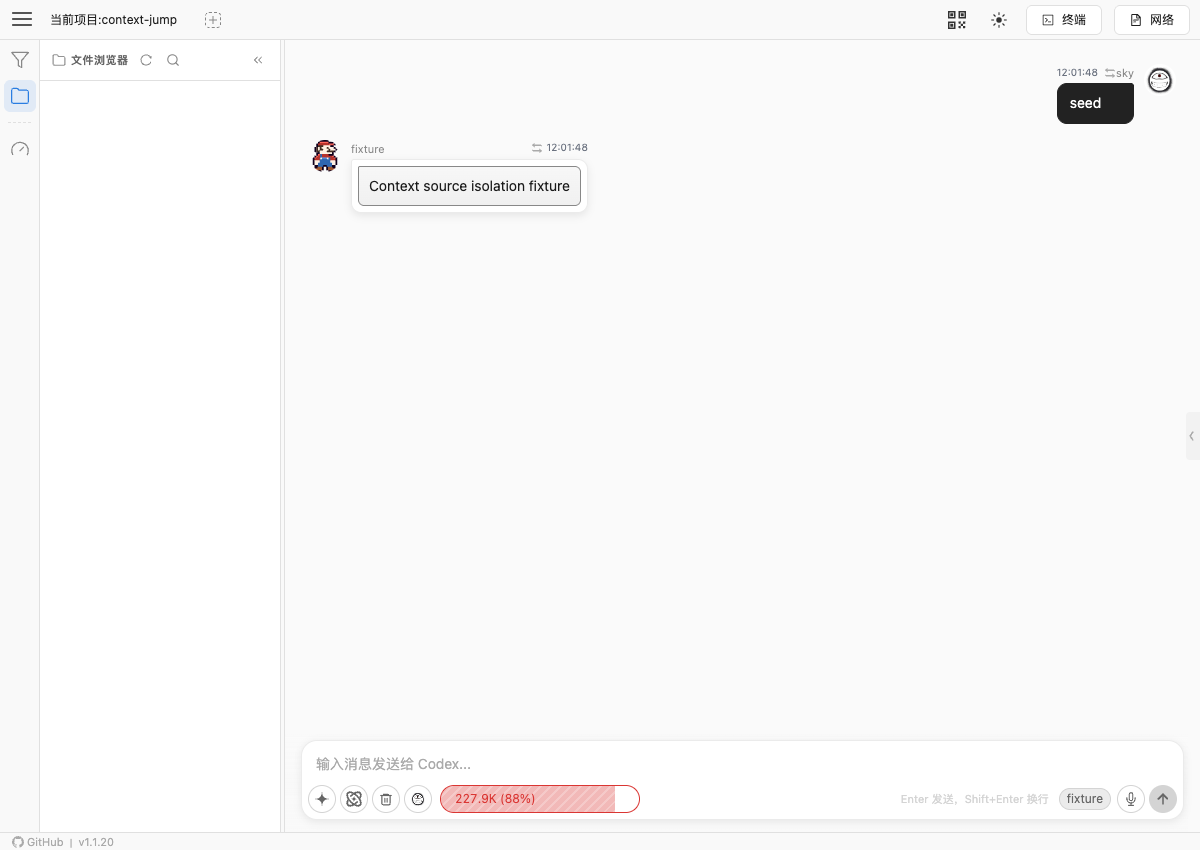 当前项目:context-jump
终端
网络
文件浏览器
12:01:48 sky
seed
fixture 12:01:48
Context source isolation fixture
输入消息发送给 Codex...
227.9K (88%)
Enter 发送，Shift+Enter 换行
fixture
GitHub | v1.1.20